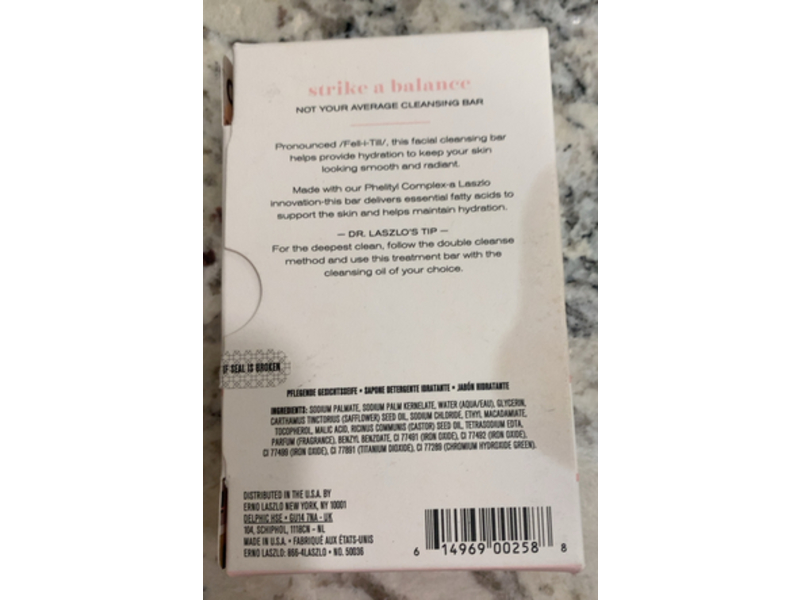 strike a balance
NOT YOUR AVERAGE CLEANSING BAR
Pronounced /Fell-i-Till/, this facial cleansing bar
helps provide hydration to keep your skin
looking smooth and radiant.
Made with our Phelityl Complex-a Laszlo
innovation-this bar delivers essential fatty acids to
support the skin and helps maintain hydration.
— DR. LASZLO'S TIP —
For the deepest clean, follow the double cleanse
method and use this treatment bar with the
cleansing oil of your choice.
IF SEAL IS BROKEN
PFLEGENDE GESICHTSSEIFE • SAPONE DETERGENTE IDRATANTE • JABÓN HIDRATANTE
INGREDIENTS: SODIUM PALMATE, SODIUM PALM KERNELATE, WATER (AQUA/EAU), GLYCERIN,
CARTHAMUS TINCTORIUS (SAFFLOWER) SEED OIL, SODIUM CHLORIDE, ETHYL MACADAMIATE,
TOCOPHEROL, MALIC ACID, RICINUS COMMUNIS (CASTOR) SEED OIL, TETRASODIUM EDTA,
PARFUM (FRAGRANCE), BENZYL BENZOATE, CI 77491 (IRON OXIDE), CI 77492 (IRON OXIDE),
CI 77499 (IRON OXIDE), CI 77891 (TITANIUM DIOXIDE), CI 77289 (CHROMIUM HYDROXIDE GREEN).
DISTRIBUTED IN THE U.S.A. BY
ERNO LASZLO NEW YORK, NY 10001
DELPHIC HSE • GU14 7NA - UK
104, SCHIPHOL, 1118CN - NL
MADE IN U.S.A. • FABRIQUÉ AUX ÉTATS-UNIS
ERNO LASZLO: 866-4LASZLO • NO. 50036
6 14969 00258 8